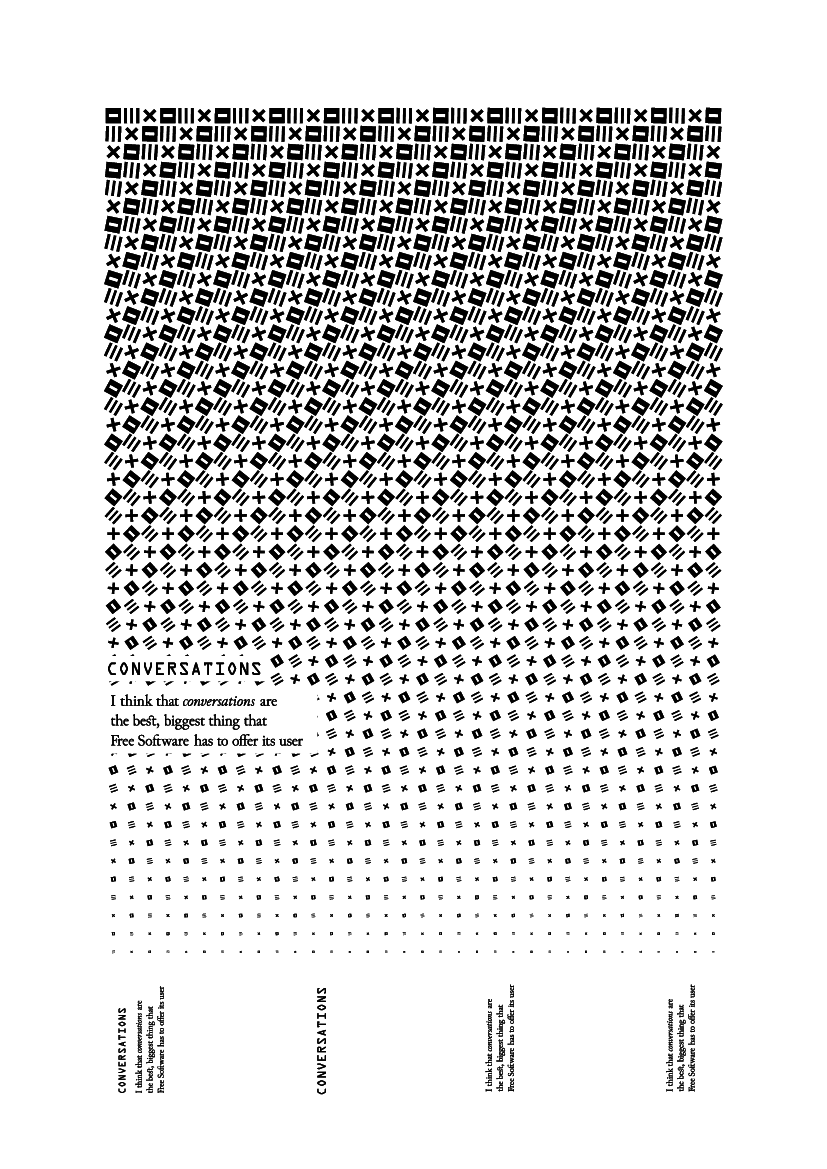 CONVERSATIONS
I think that conversations are
the best, biggest thing that
Free Software has to offer its user
CONVERSATIONS
I think that conversations are
the best, biggest thing that
Free Software has to offer its user
CONVERSATIONS
I think that conversations are
the best, biggest thing that
Free Software has to offer its user
I think that conversations are
the best, biggest thing that
Free Software has to offer its user